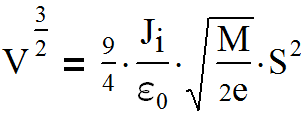 V^(3/2) = 9/4 · J_i/ε_0 · √(M/2e) · S^2